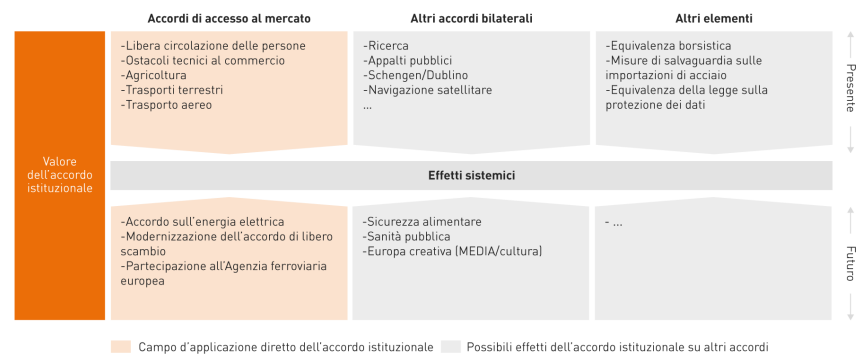 Accordi di accesso al mercato
Altri accordi bilaterali
Altri elementi
Valore
dell'accordo
istituzionale
-Libera circolazione delle persone
-Ostacoli tecnici al commercio
-Agricoltura
-Trasporti terrestri
-Trasporto aereo
-Ricerca
-Appalti pubblici
-Schengen/Dublino
-Navigazione satellitare
...
-Equivalenza borsistica
-Misure di salvaguardia sulle
importazioni di acciaio
-Equivalenza della legge sulla
protezione dei dati
Presente
Effetti sistemici
-Accordo sull'energia elettrica
-Modernizzazione dell'accordo di libero
scambio
-Partecipazione all'Agenzia ferroviaria
europea
-Sicurezza alimentare
-Sanità pubblica
-Europa creativa (MEDIA/cultura)
- ...
Futuro
Campo d'applicazione diretto dell'accordo istituzionale
Possibili effetti dell'accordo istituzionale su altri accordi